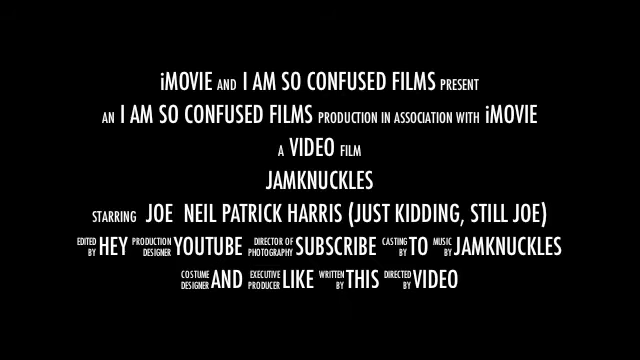 iMOVIE AND I AM SO CONFUSED FILMS PRESENT
AN I AM SO CONFUSED FILMS PRODUCTION IN ASSOCIATION WITH iMOVIE
A VIDEO FILM
JAMKNUCKLES
STARRING JOE NEIL PATRICK HARRIS (JUST KIDDING, STILL JOE)
EDITED BY HEY PRODUCTION DESIGNER YOUTUBE DIRECTOR OF PHOTOGRAPHY SUBSCRIBE CASTING BY TO MUSIC BY JAMKNUCKLES
COSTUME DESIGNER AND EXECUTIVE PRODUCER LIKE WRITTEN BY THIS DIRECTED BY VIDEO